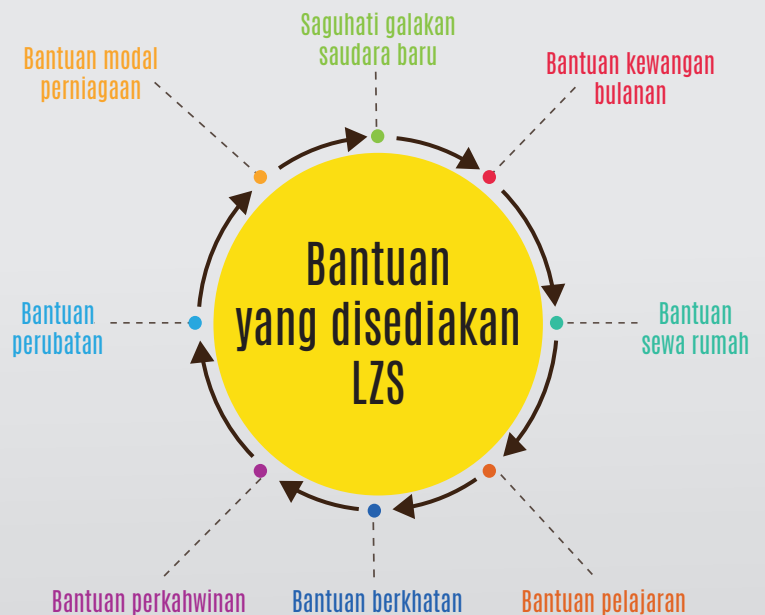 Saguhati galakan
saudara baru
Bantuan modal
perniagaan
Bantuan kewangan
bulanan
Bantuan
yang disediakan
LZS
Bantuan
perubatan
Bantuan
sewa rumah
Bantuan perkahwinan
Bantuan berkhatan
Bantuan pelajaran